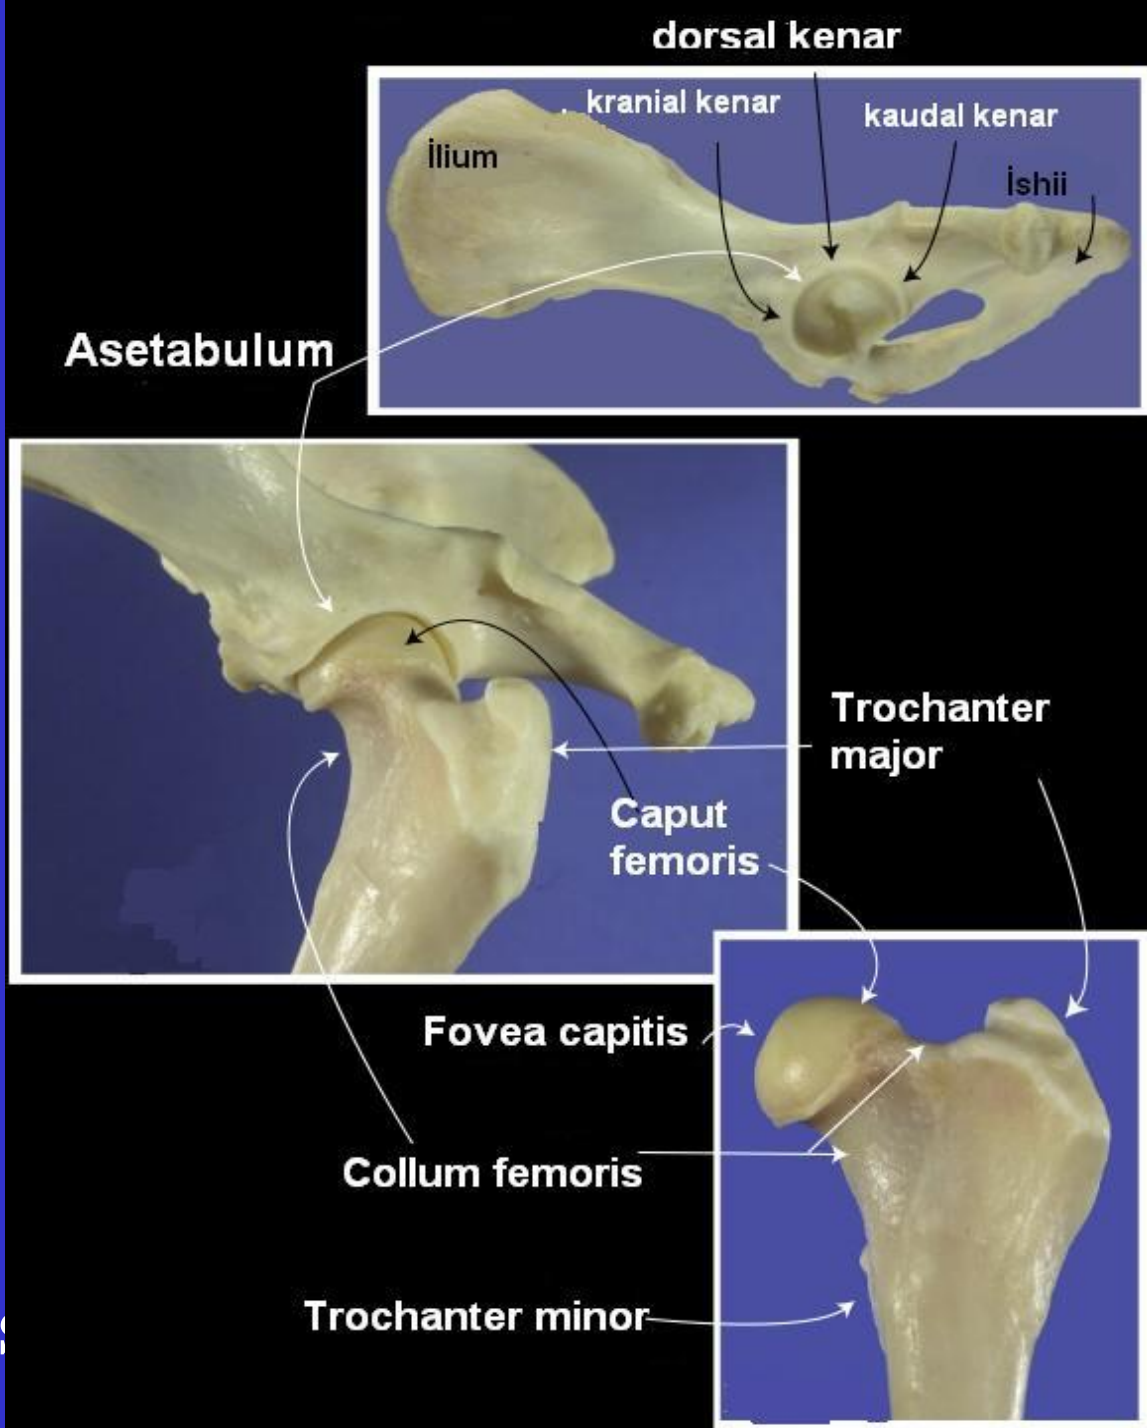 dorsal kenar
kranial kenar
kaudal kenar
İlium
İshii
Asetabulum
Trochanter
major
Caput
femoris
Fovea capitis
Collum femoris
Trochanter minor